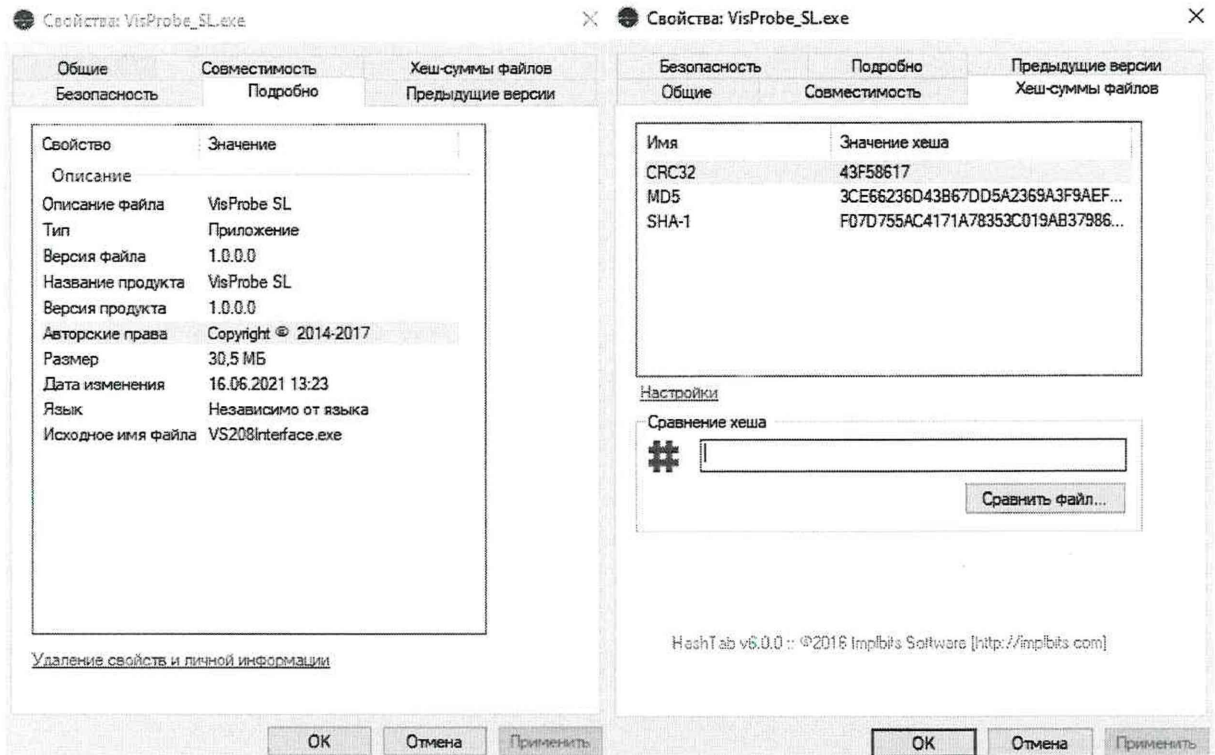 Свойства: VisProbe_SL.exe
Общие Совместимость Хеш-суммы файлов
Безопасность Подробно Предыдущие версии
Свойство Значение
Описание
Описание файла VisProbe SL
Тип Приложение
Версия файла 1.0.0.0
Название продукта VisProbe SL
Версия продукта 1.0.0.0
Авторские права Copyright © 2014-2017
Размер 30,5 МБ
Дата изменения 16.06.2021 13:23
Язык Независимо от языка
Исходное имя файла VS208Interface.exe
Удаление свойств и личной информации
ОК Отмена Применить
Свойства: VisProbe_SL.exe
Безопасность Подробно Предыдущие версии
Общие Совместимость Хеш-суммы файлов
Имя Значение хеша
CRC32 43F58617
MD5 3CE66236D43B67DD5A2369A3F9AEF...
SHA-1 F07D755AC4171A78353C019AB37986...
Настройки
Сравнение хеша
Сравнить файл...
HashTab v6.0.0 :: ©2016 Implbits Software [http://implbits.com]
ОК Отмена Применить